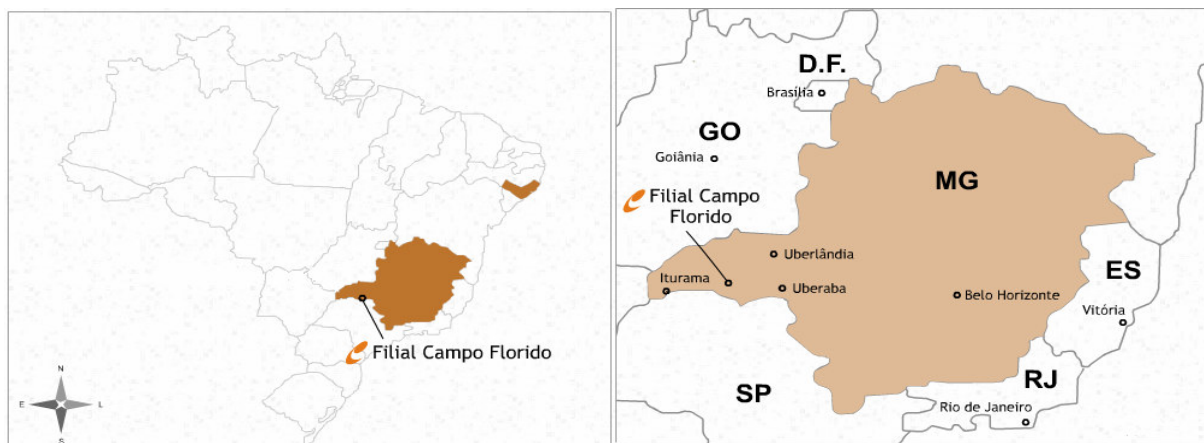 Filial Campo Florido
N
E
L
S
D.F.
Brasília
GO
Goiânia
MG
Filial Campo
Florido
Uberlândia
Iturama
Uberaba
Belo Horizonte
ES
Vitória
SP
RJ
Rio de Janeiro